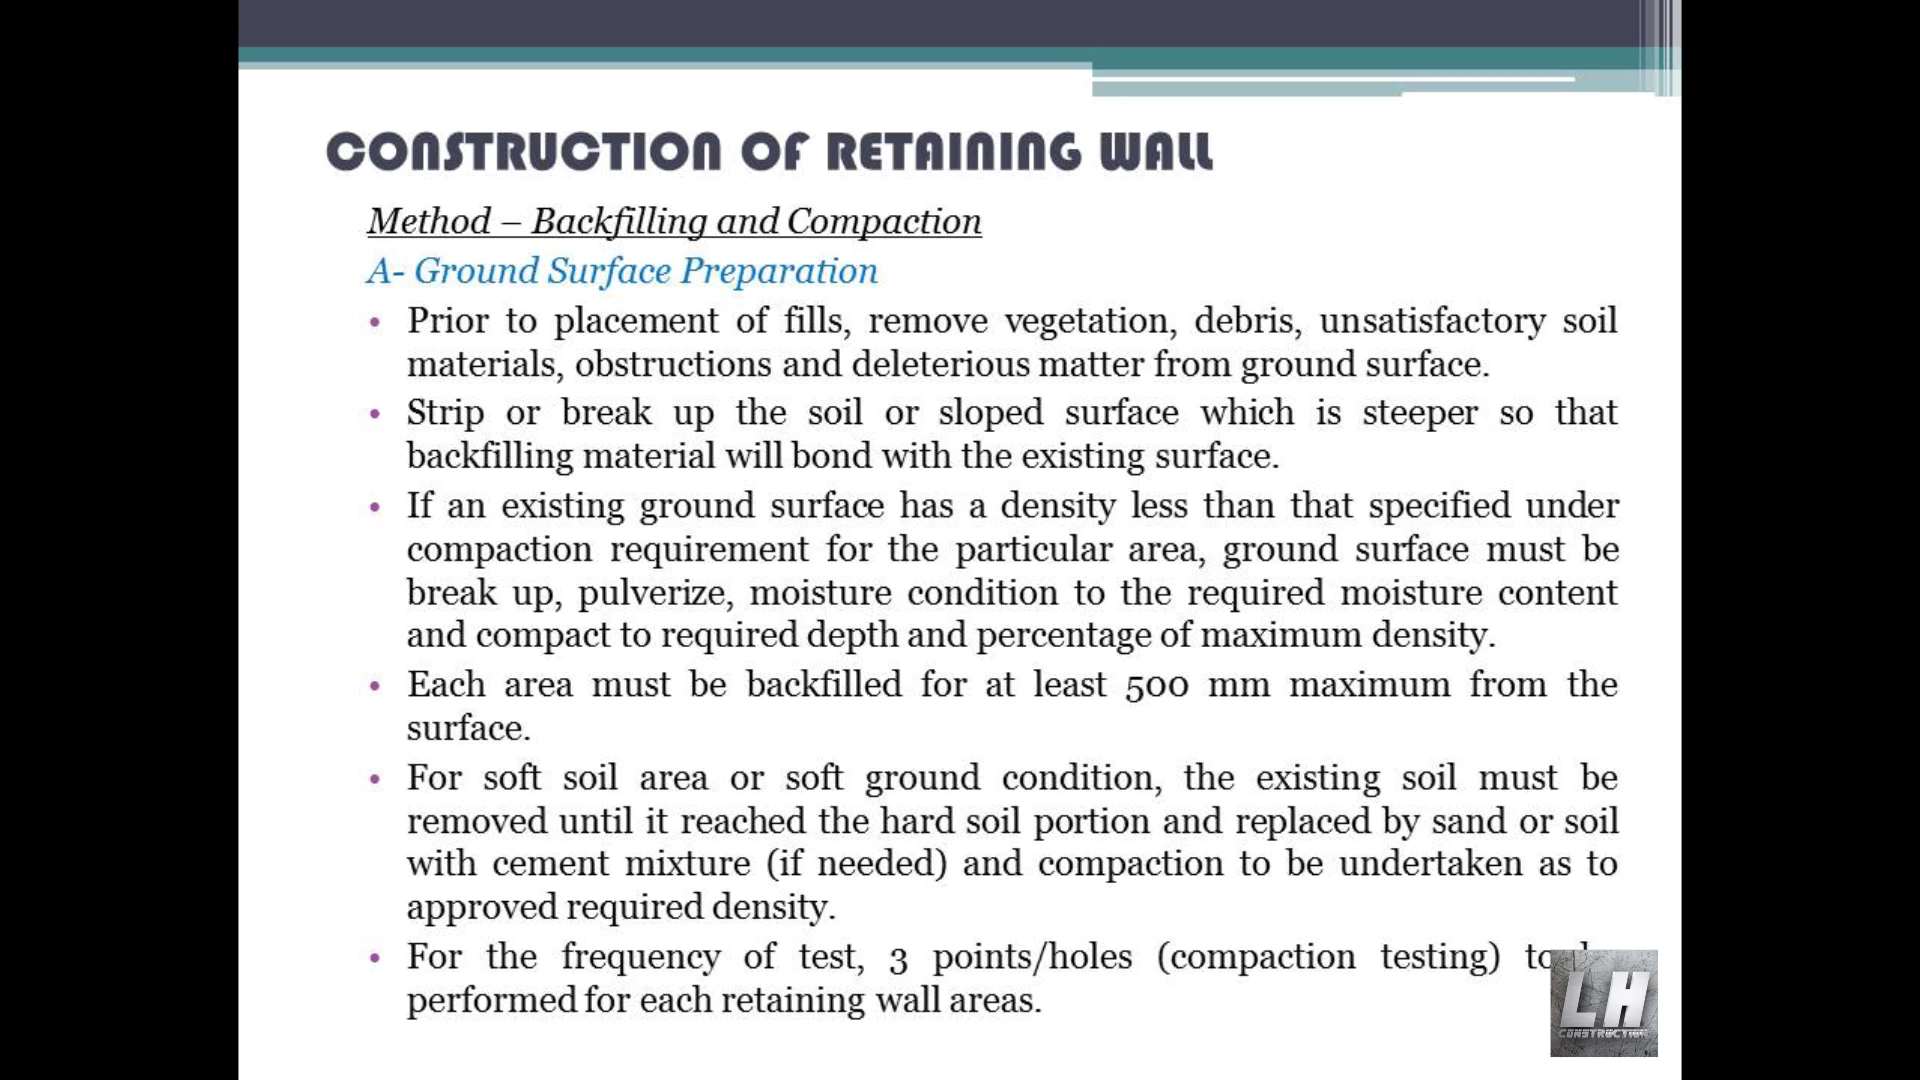 CONSTRUCTION OF RETAINING WALL
Method – Backfilling and Compaction
A- Ground Surface Preparation
• Prior to placement of fills, remove vegetation, debris, unsatisfactory soil
materials, obstructions and deleterious matter from ground surface.
• Strip or break up the soil or sloped surface which is steeper so that
backfilling material will bond with the existing surface.
• If an existing ground surface has a density less than that specified under
compaction requirement for the particular area, ground surface must be
break up, pulverize, moisture condition to the required moisture content
and compact to required depth and percentage of maximum density.
• Each area must be backfilled for at least 500 mm maximum from the
surface.
• For soft soil area or soft ground condition, the existing soil must be
removed until it reached the hard soil portion and replaced by sand or soil
with cement mixture (if needed) and compaction to be undertaken as to
approved required density.
• For the frequency of test, 3 points/holes (compaction testing) to
performed for each retaining wall areas.
LH
CONSTRUCTION